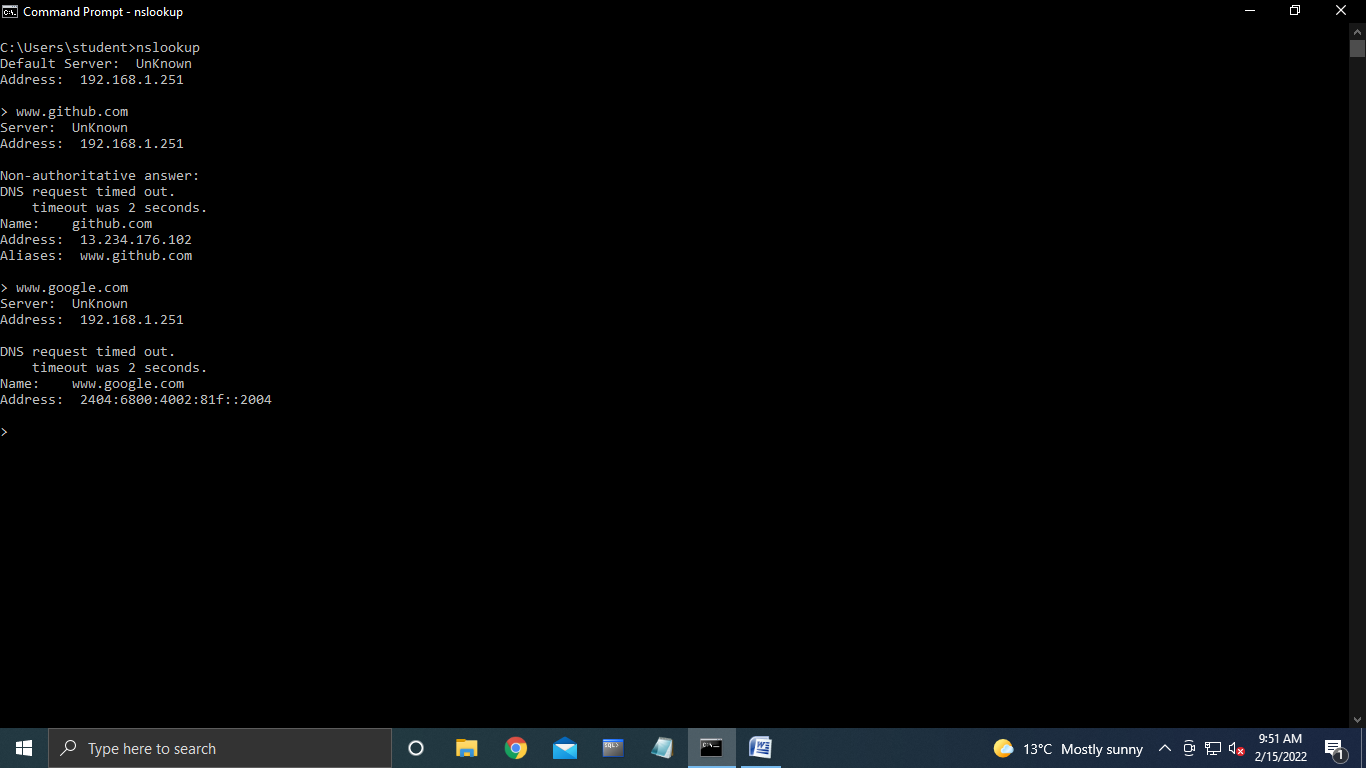 Command Prompt - nslookup
C:\Users\student>nslookup
Default Server:  UnKnown
Address:  192.168.1.251
> www.github.com
Server:  UnKnown
Address:  192.168.1.251
Non-authoritative answer:
DNS request timed out.
    timeout was 2 seconds.
Name:    github.com
Address:  13.234.176.102
Aliases:  www.github.com
> www.google.com
Server:  UnKnown
Address:  192.168.1.251
DNS request timed out.
    timeout was 2 seconds.
Name:    www.google.com
Address:  2404:6800:4002:81f::2004
>
Type here to search
13°C Mostly sunny
9:51 AM
2/15/2022
1